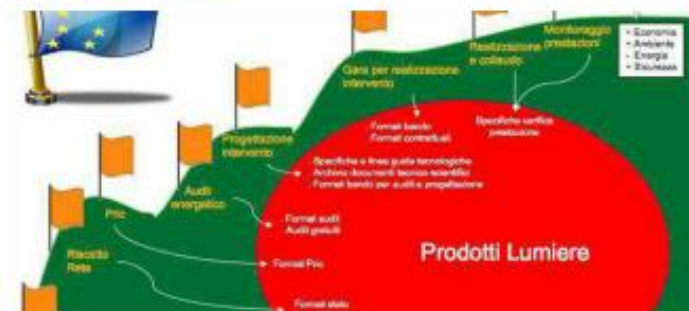 Monitoraggio
prestazioni
• Economia
• Ambiente
- Energia
• Sicurezza
Realizzazione
e collaudo
Gara per realizzazione
intervento
Progettazione
intervento
Audit
energetico
Pric
Riscatto
Rete
. Format bando
. Format contrattuali
Specifiche verifica
prestazione
. Specifiche e linee guida tecnologiche
. Archivio documenti tecnico scientifici
. Format bando per audit e progettazione
. Format audit
. Audit gratuiti
Format Pric
Format stato
Prodotti Lumiere